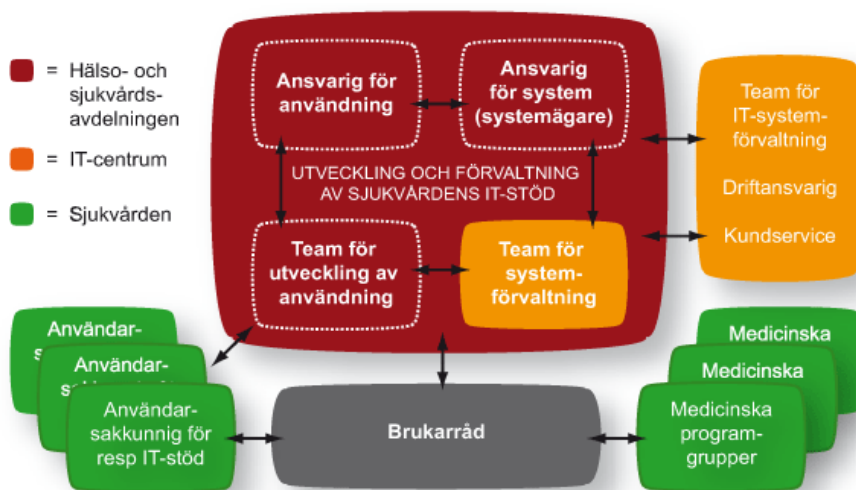 = Hälso- och
sjukvårds-
avdelningen
= IT-centrum
= Sjukvården
Ansvarig för
användning
Ansvarig
för system
(systemägare)
UTVECKLING OCH FÖRVALTNING
AV SJUKVÅRDENS IT-STÖD
Team för
utveckling av
användning
Team för
system-
förvaltning
Team för
IT-system-
förvaltning
Driftansvarig
Kundservice
Användar-
Användar-
Användar-
sakkunnig för
resp IT-stöd
Brukarråd
Medicinska
Medicinska
Medicinska
program-
grupper